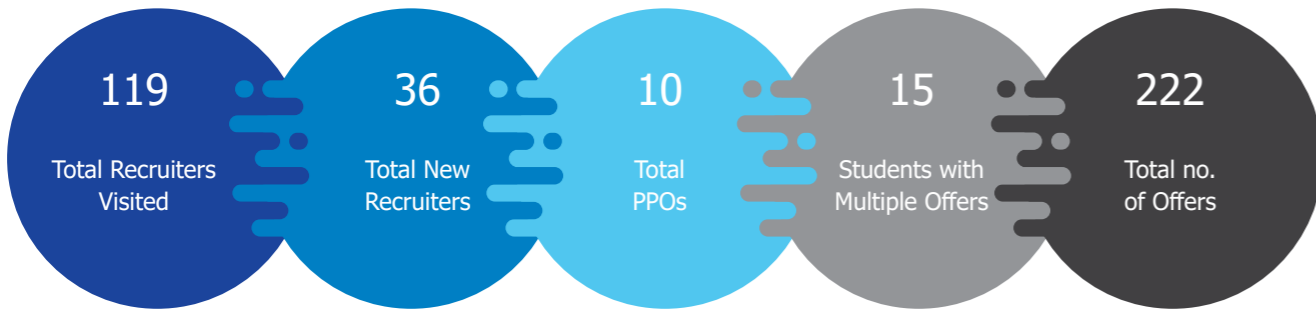 119
Total Recruiters
Visited
36
Total New
Recruiters
10
Total
PPOs
15
Students with
Multiple Offers
222
Total no.
of Offers